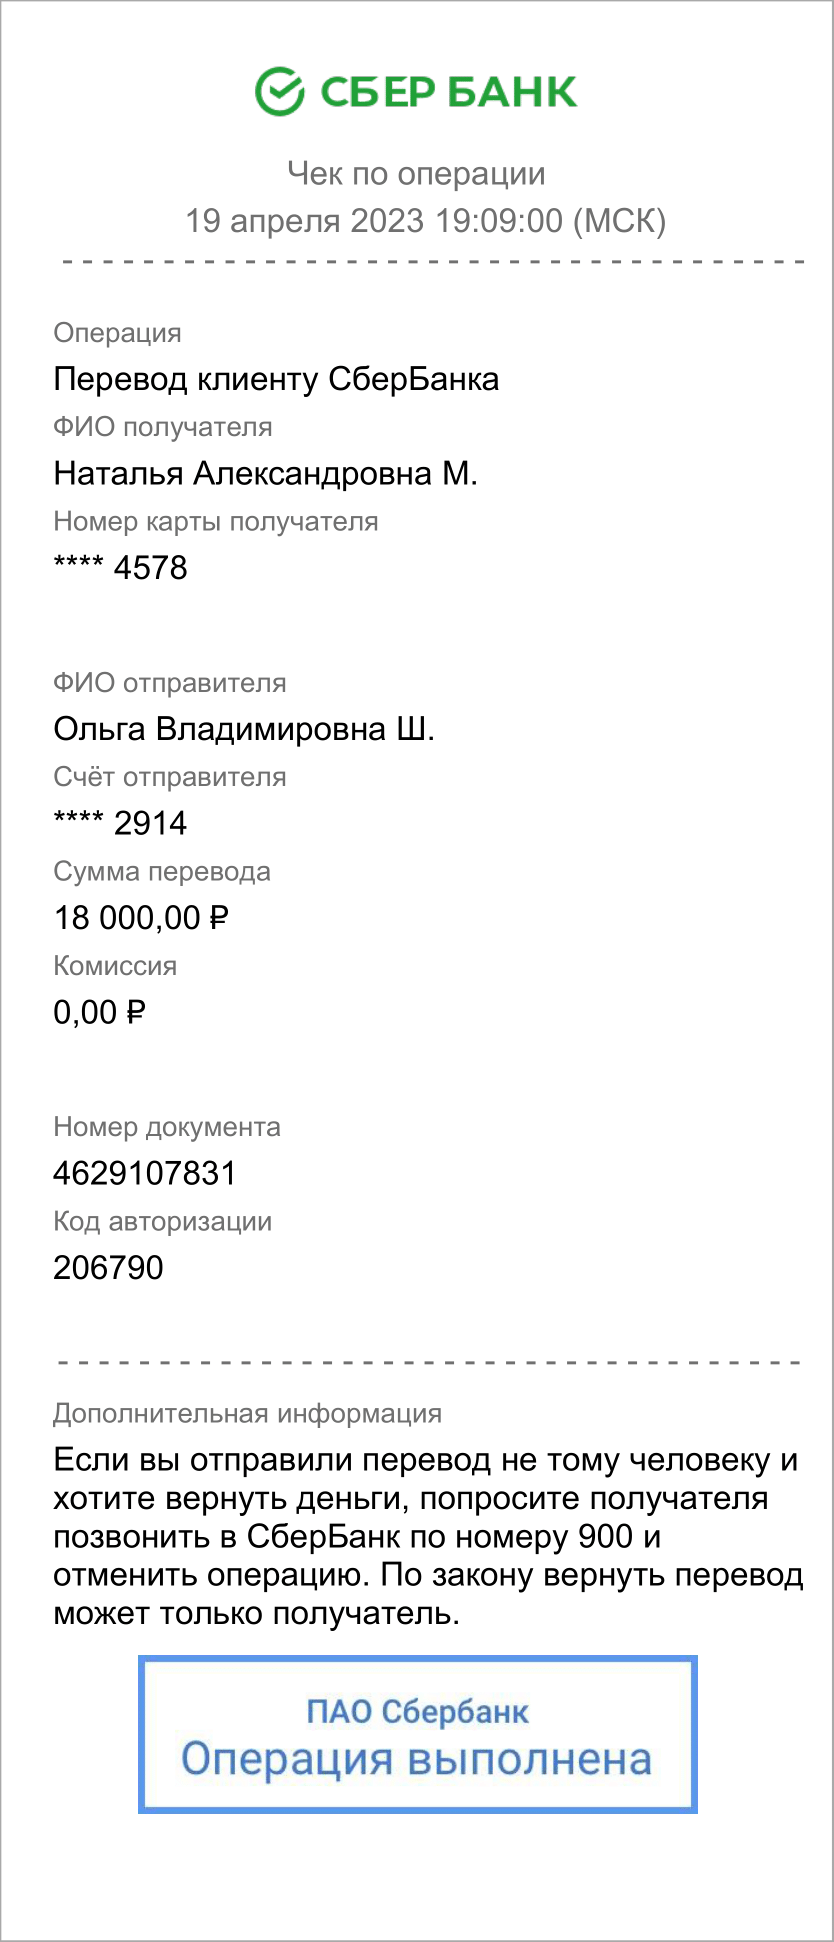 СБЕР БАНК
Чек по операции
19 апреля 2023 19:09:00 (МСК)
Операция
Перевод клиенту СберБанка
ФИО получателя
Наталья Александровна М.
Номер карты получателя
**** 4578
ФИО отправителя
Ольга Владимировна Ш.
Счёт отправителя
**** 2914
Сумма перевода
18 000,00 ₽
Комиссия
0,00 ₽
Номер документа
4629107831
Код авторизации
206790
Дополнительная информация
Если вы отправили перевод не тому человеку и
хотите вернуть деньги, попросите получателя
позвонить в СберБанк по номеру 900 и
отменить операцию. По закону вернуть перевод
может только получатель.
ПАО Сбербанк
Операция выполнена